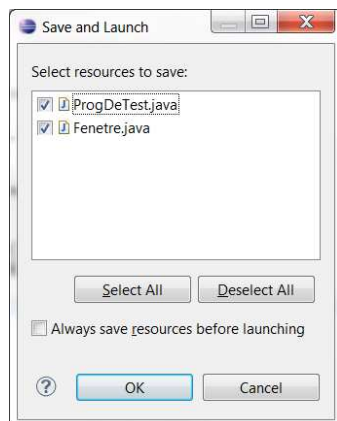 Save and Launch
Select resources to save:
ProgDeTest.java
Fenetre.java
Select All Deselect All
Always save resources before launching
? OK Cancel